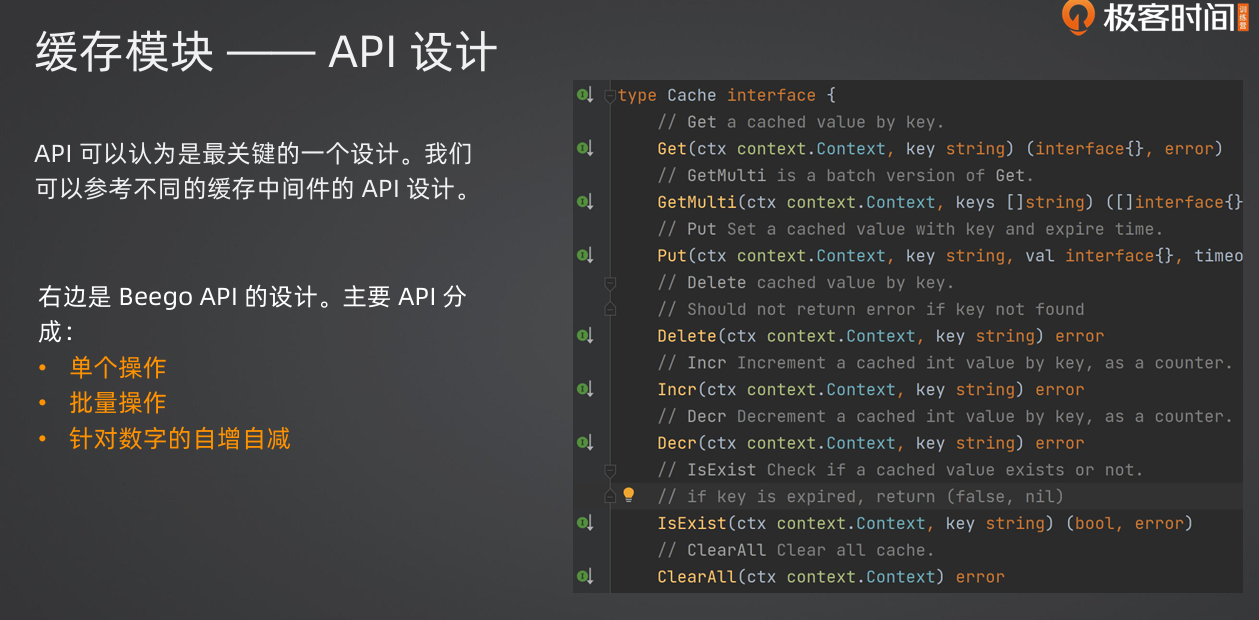 极客时间
训练营
缓存模块 —— API 设计
API 可以认为是最关键的一个设计。我们
可以参考不同的缓存中间件的 API 设计。
右边是 Beego API 的设计。主要 API 分
成：
• 单个操作
• 批量操作
• 针对数字的自增自减
type Cache interface {
// Get a cached value by key.
Get(ctx context.Context, key string) (interface{}, error)
// GetMulti is a batch version of Get.
GetMulti(ctx context.Context, keys []string) ([]interface{}
// Put Set a cached value with key and expire time.
Put(ctx context.Context, key string, val interface{}, timeo
// Delete cached value by key.
// Should not return error if key not found
Delete(ctx context.Context, key string) error
// Incr Increment a cached int value by key, as a counter.
Incr(ctx context.Context, key string) error
// Decr Decrement a cached int value by key, as a counter.
Decr(ctx context.Context, key string) error
// IsExist Check if a cached value exists or not.
// if key is expired, return (false, nil)
IsExist(ctx context.Context, key string) (bool, error)
// ClearAll Clear all cache.
ClearAll(ctx context.Context) error